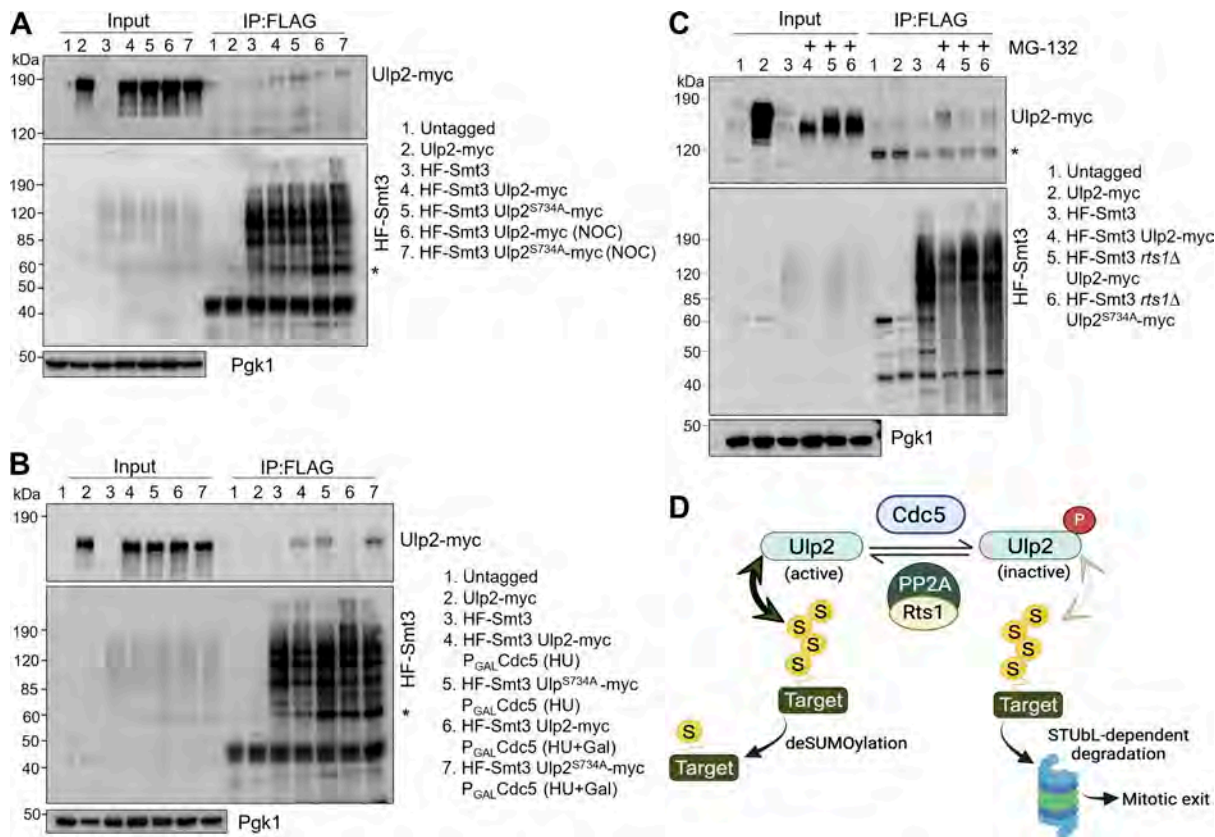 A
Input
IP:FLAG
1 2 3 4 5 6 7 1 2 3 4 5 6 7
kDa
190
120
Ulp2-myc
190
120
85
60
50
40
HF-Smt3
*
50
Pgk1
1. Untagged
2. Ulp2-myc
3. HF-Smt3
4. HF-Smt3 Ulp2-myc
5. HF-Smt3 Ulp2S734A-myc
6. HF-Smt3 Ulp2-myc (NOC)
7. HF-Smt3 Ulp2S734A-myc (NOC)
B
Input
IP:FLAG
kDa
1 2 3 4 5 6 7 1 2 3 4 5 6 7
190
Ulp2-myc
190
120
85
60
50
40
HF-Smt3
*
50
Pgk1
1. Untagged
2. Ulp2-myc
3. HF-Smt3
4. HF-Smt3 Ulp2-myc
PGALCdc5 (HU)
5. HF-Smt3 UlpS734A-myc
PGALCdc5 (HU)
6. HF-Smt3 Ulp2-myc
PGALCdc5 (HU+Gal)
7. HF-Smt3 Ulp2S734A-myc
PGALCdc5 (HU+Gal)
C
Input
IP:FLAG
+ + + + + + MG-132
1 2 3 4 5 6 1 2 3 4 5 6
kDa
190
120
Ulp2-myc
*
190
120
85
60
50
40
HF-Smt3
50
Pgk1
1. Untagged
2. Ulp2-myc
3. HF-Smt3
4. HF-Smt3 Ulp2-myc
5. HF-Smt3 rts1Δ
Ulp2-myc
6. HF-Smt3 rts1Δ
Ulp2S734A-myc
D
Cdc5
P
Ulp2
(active)
Ulp2
(inactive)
PP2A
Rts1
S
S
S
S
Target
S
S
S
S
Target
deSUMOylation
S
Target
STUbL-dependent
degradation
Mitotic exit